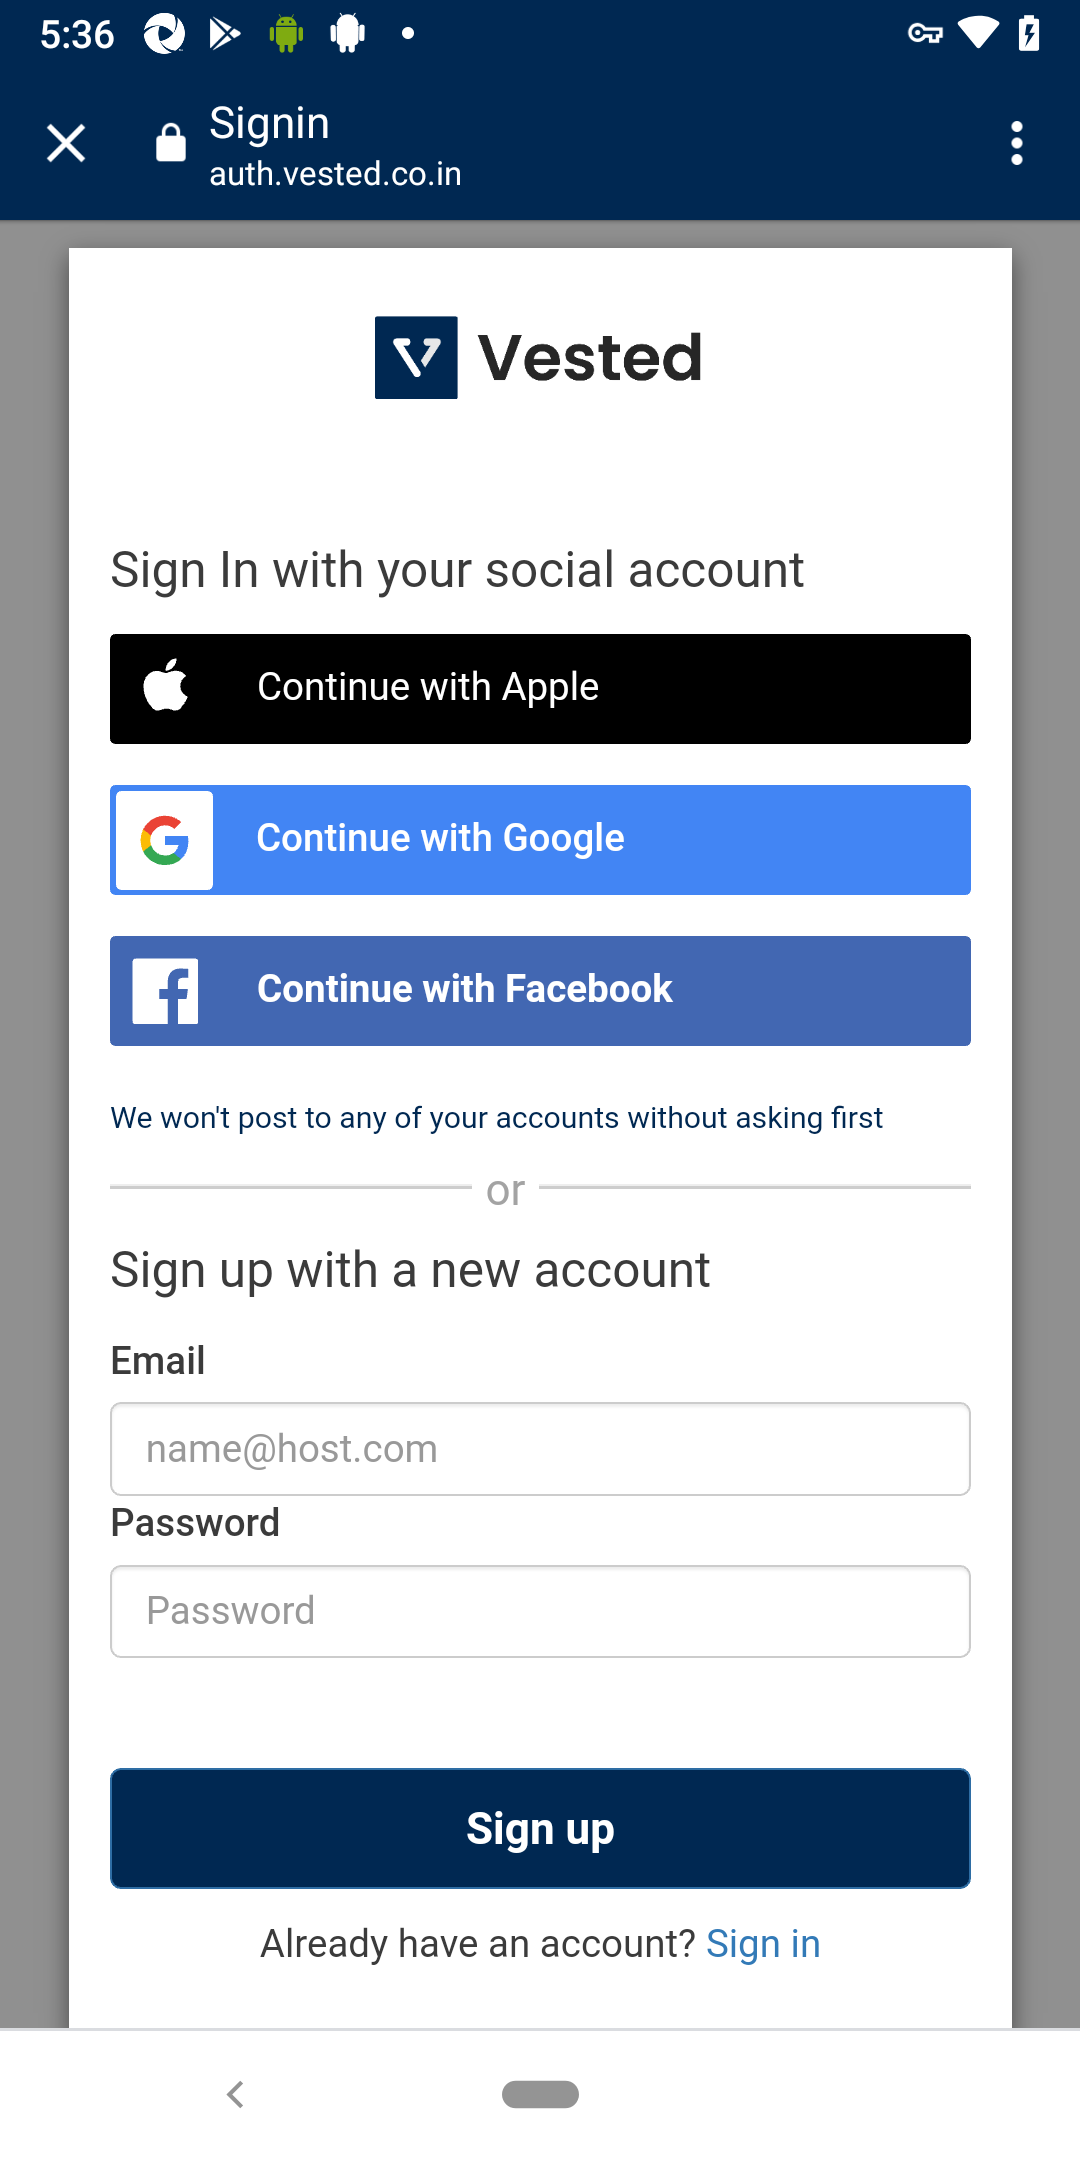 5:36
Signin
auth.vested.co.in
Vested
Sign In with your social account
Continue with Apple
Continue with Google
Continue with Facebook
We won't post to any of your accounts without asking first
or
Sign up with a new account
Email
name@host.com
Password
Password
Sign up
Already have an account? Sign in